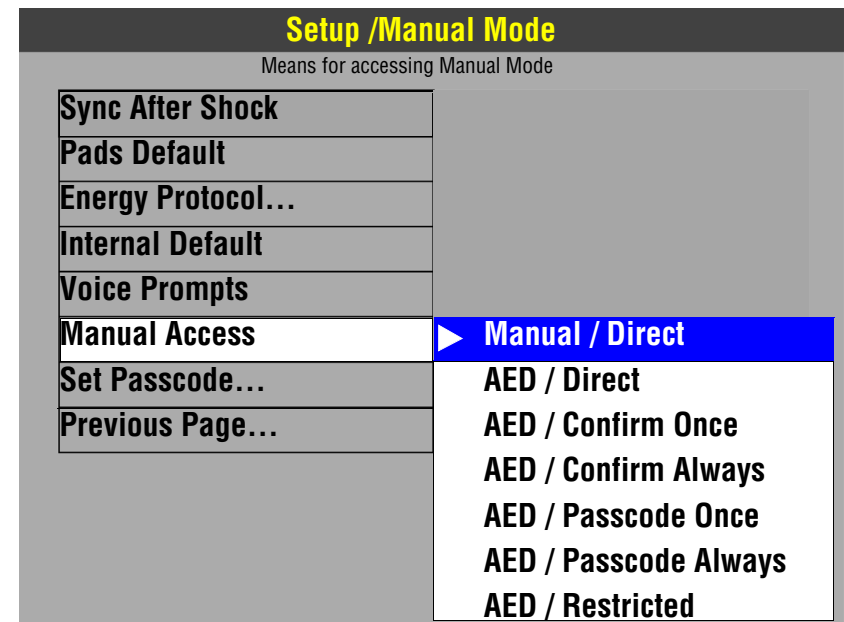 Setup /Manual Mode
Means for accessing Manual Mode
Sync After Shock
Pads Default
Energy Protocol...
Internal Default
Voice Prompts
Manual Access
Set Passcode...
Previous Page...
Manual / Direct
AED / Direct
AED / Confirm Once
AED / Confirm Always
AED / Passcode Once
AED / Passcode Always
AED / Restricted